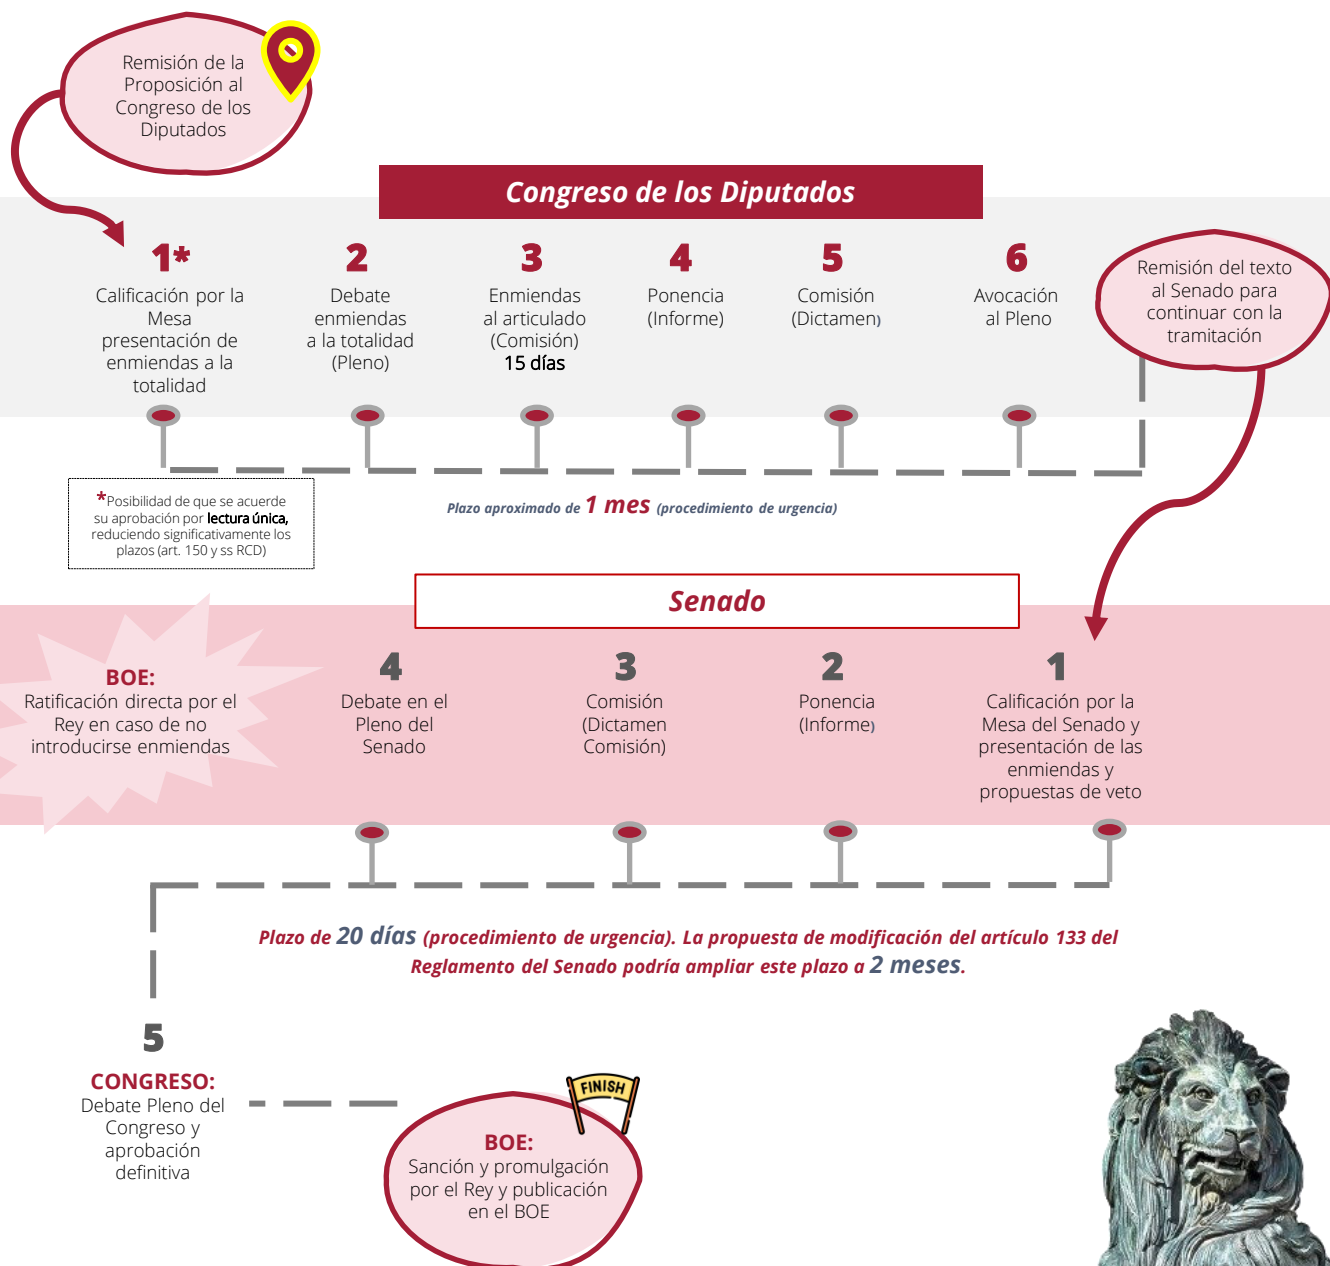 Remisión de la
Proposición al
Congreso de los
Diputados
Congreso de los Diputados
1*
Calificación por la
Mesa
presentación de
enmiendas a la
totalidad
2
Debate
enmiendas
a la totalidad
(Pleno)
3
Enmiendas
al articulado
(Comisión)
15 días
4
Ponencia
(Informe)
5
Comisión
(Dictamen)
6
Avocación
al Pleno
Remisión del texto
al Senado para
continuar con la
tramitación
*Posibilidad de que se acuerde
su aprobación por lectura única,
reduciendo significativamente los
plazos (art. 150 y ss RCD)
Plazo aproximado de 1 mes (procedimiento de urgencia)
Senado
BOE:
Ratificación directa por el
Rey en caso de no
introducirse enmiendas
4
Debate en el
Pleno del
Senado
3
Comisión
(Dictamen
Comisión)
2
Ponencia
(Informe)
1
Calificación por la
Mesa del Senado y
presentación de las
enmiendas y
propuestas de veto
Plazo de 20 días (procedimiento de urgencia). La propuesta de modificación del artículo 133 del
Reglamento del Senado podría ampliar este plazo a 2 meses.
5
CONGRESO:
Debate Pleno del
Congreso y
aprobación
definitiva
FINISH
BOE:
Sanción y promulgación
por el Rey y publicación
en el BOE